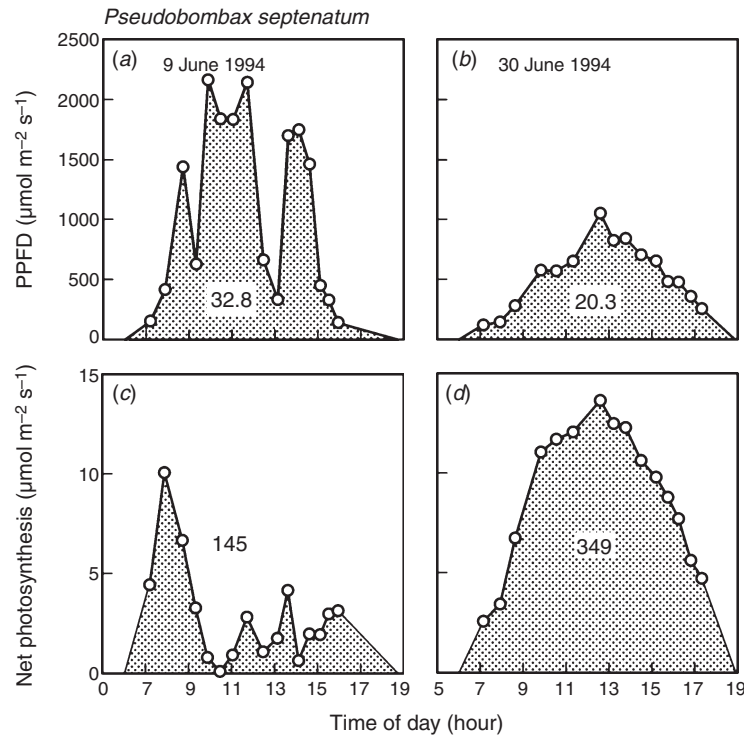 Pseudobombax septenatum
(a) 9 June 1994
(b) 30 June 1994
PPFD (µmol m−2 s−1)
2500
2000
1500
1000
500
0
32.8
20.3
(c)
(d)
Net photosynthesis (µmol m−2 s−1)
15
10
5
0
145
349
0 7 9 11 13 15 17 19
5 7 9 11 13 15 17 19
Time of day (hour)